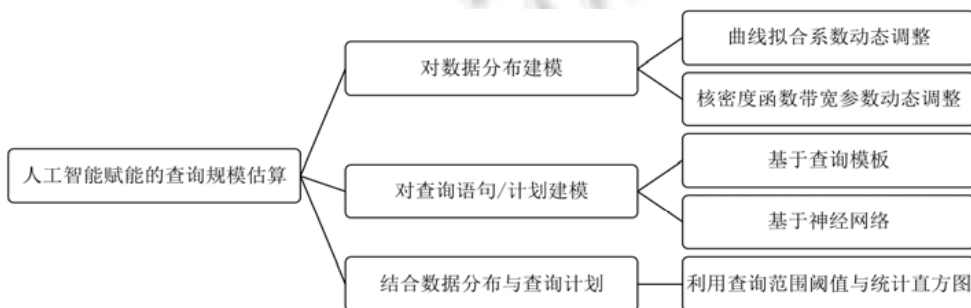 人工智能赋能的查询规模估算
对数据分布建模
曲线拟合系数动态调整
核密度函数带宽参数动态调整
对查询语句/计划建模
基于查询模板
基于神经网络
结合数据分布与查询计划
利用查询范围阈值与统计直方图